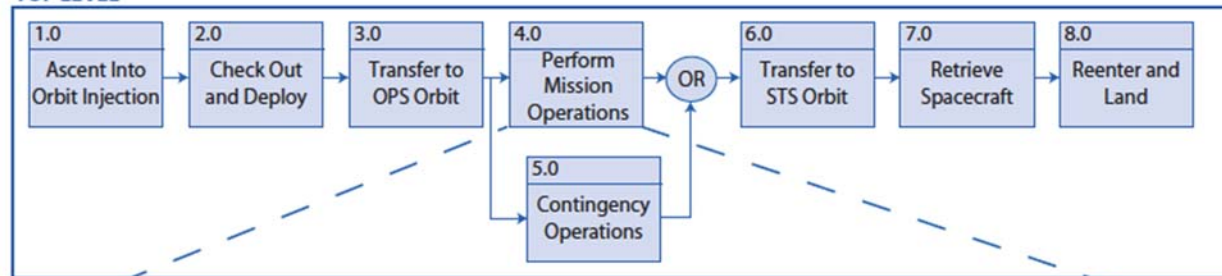 1.0
Ascent Into
Orbit Injection
2.0
Check Out
and Deploy
3.0
Transfer to
OPS Orbit
4.0
Perform
Mission
Operations
OR
6.0
Transfer to
STS Orbit
7.0
Retrieve
Spacecraft
8.0
Reenter and
Land
5.0
Contingency
Operations